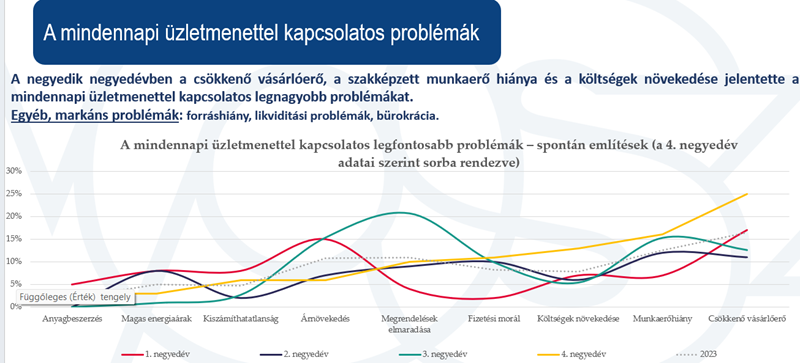 A mindennapi üzletmenettel kapcsolatos problémák
A negyedik negyedévben a csökkenő vásárlóerő, a szakképzett munkaerő hiánya és a költségek növekedése jelentette a
mindennapi üzletmenettel kapcsolatos legnagyobb problémákat.
Egyéb, markáns problémák: forráshiány, likviditási problémák, bürokrácia.
A mindennapi üzletmenettel kapcsolatos legfontosabb problémák – spontán említések (a 4. negyedév
adatai szerint sorba rendezve)
30%
25%
20%
15%
10%
5%
0%
Függőleges (Érték) tengely
Anyagbeszerzés Magas energiaárak Kiszámíthatatlanság Árnövekedés Megrendelések elmaradása Fizetési morál Költségek növekedése Munkaerőhiány Csökkenő vásárlóerő
1. negyedév 2. negyedév 3. negyedév 4. negyedév 2023